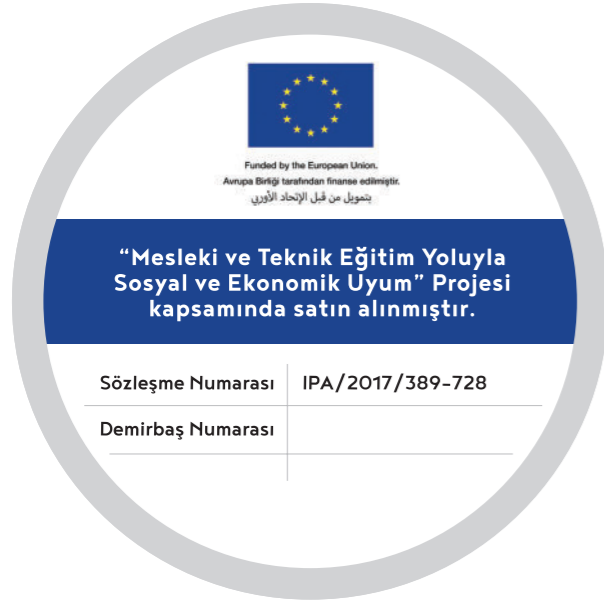 Funded by the European Union.
Avrupa Birliği tarafından finanse edilmiştir.
بتمويل من قبل الإتحاد الأوربي
“Mesleki ve Teknik Eğitim Yoluyla
Sosyal ve Ekonomik Uyum” Projesi
kapsamında satın alınmıştır.
Sözleşme Numarası IPA/2017/389-728
Demirbaş Numarası